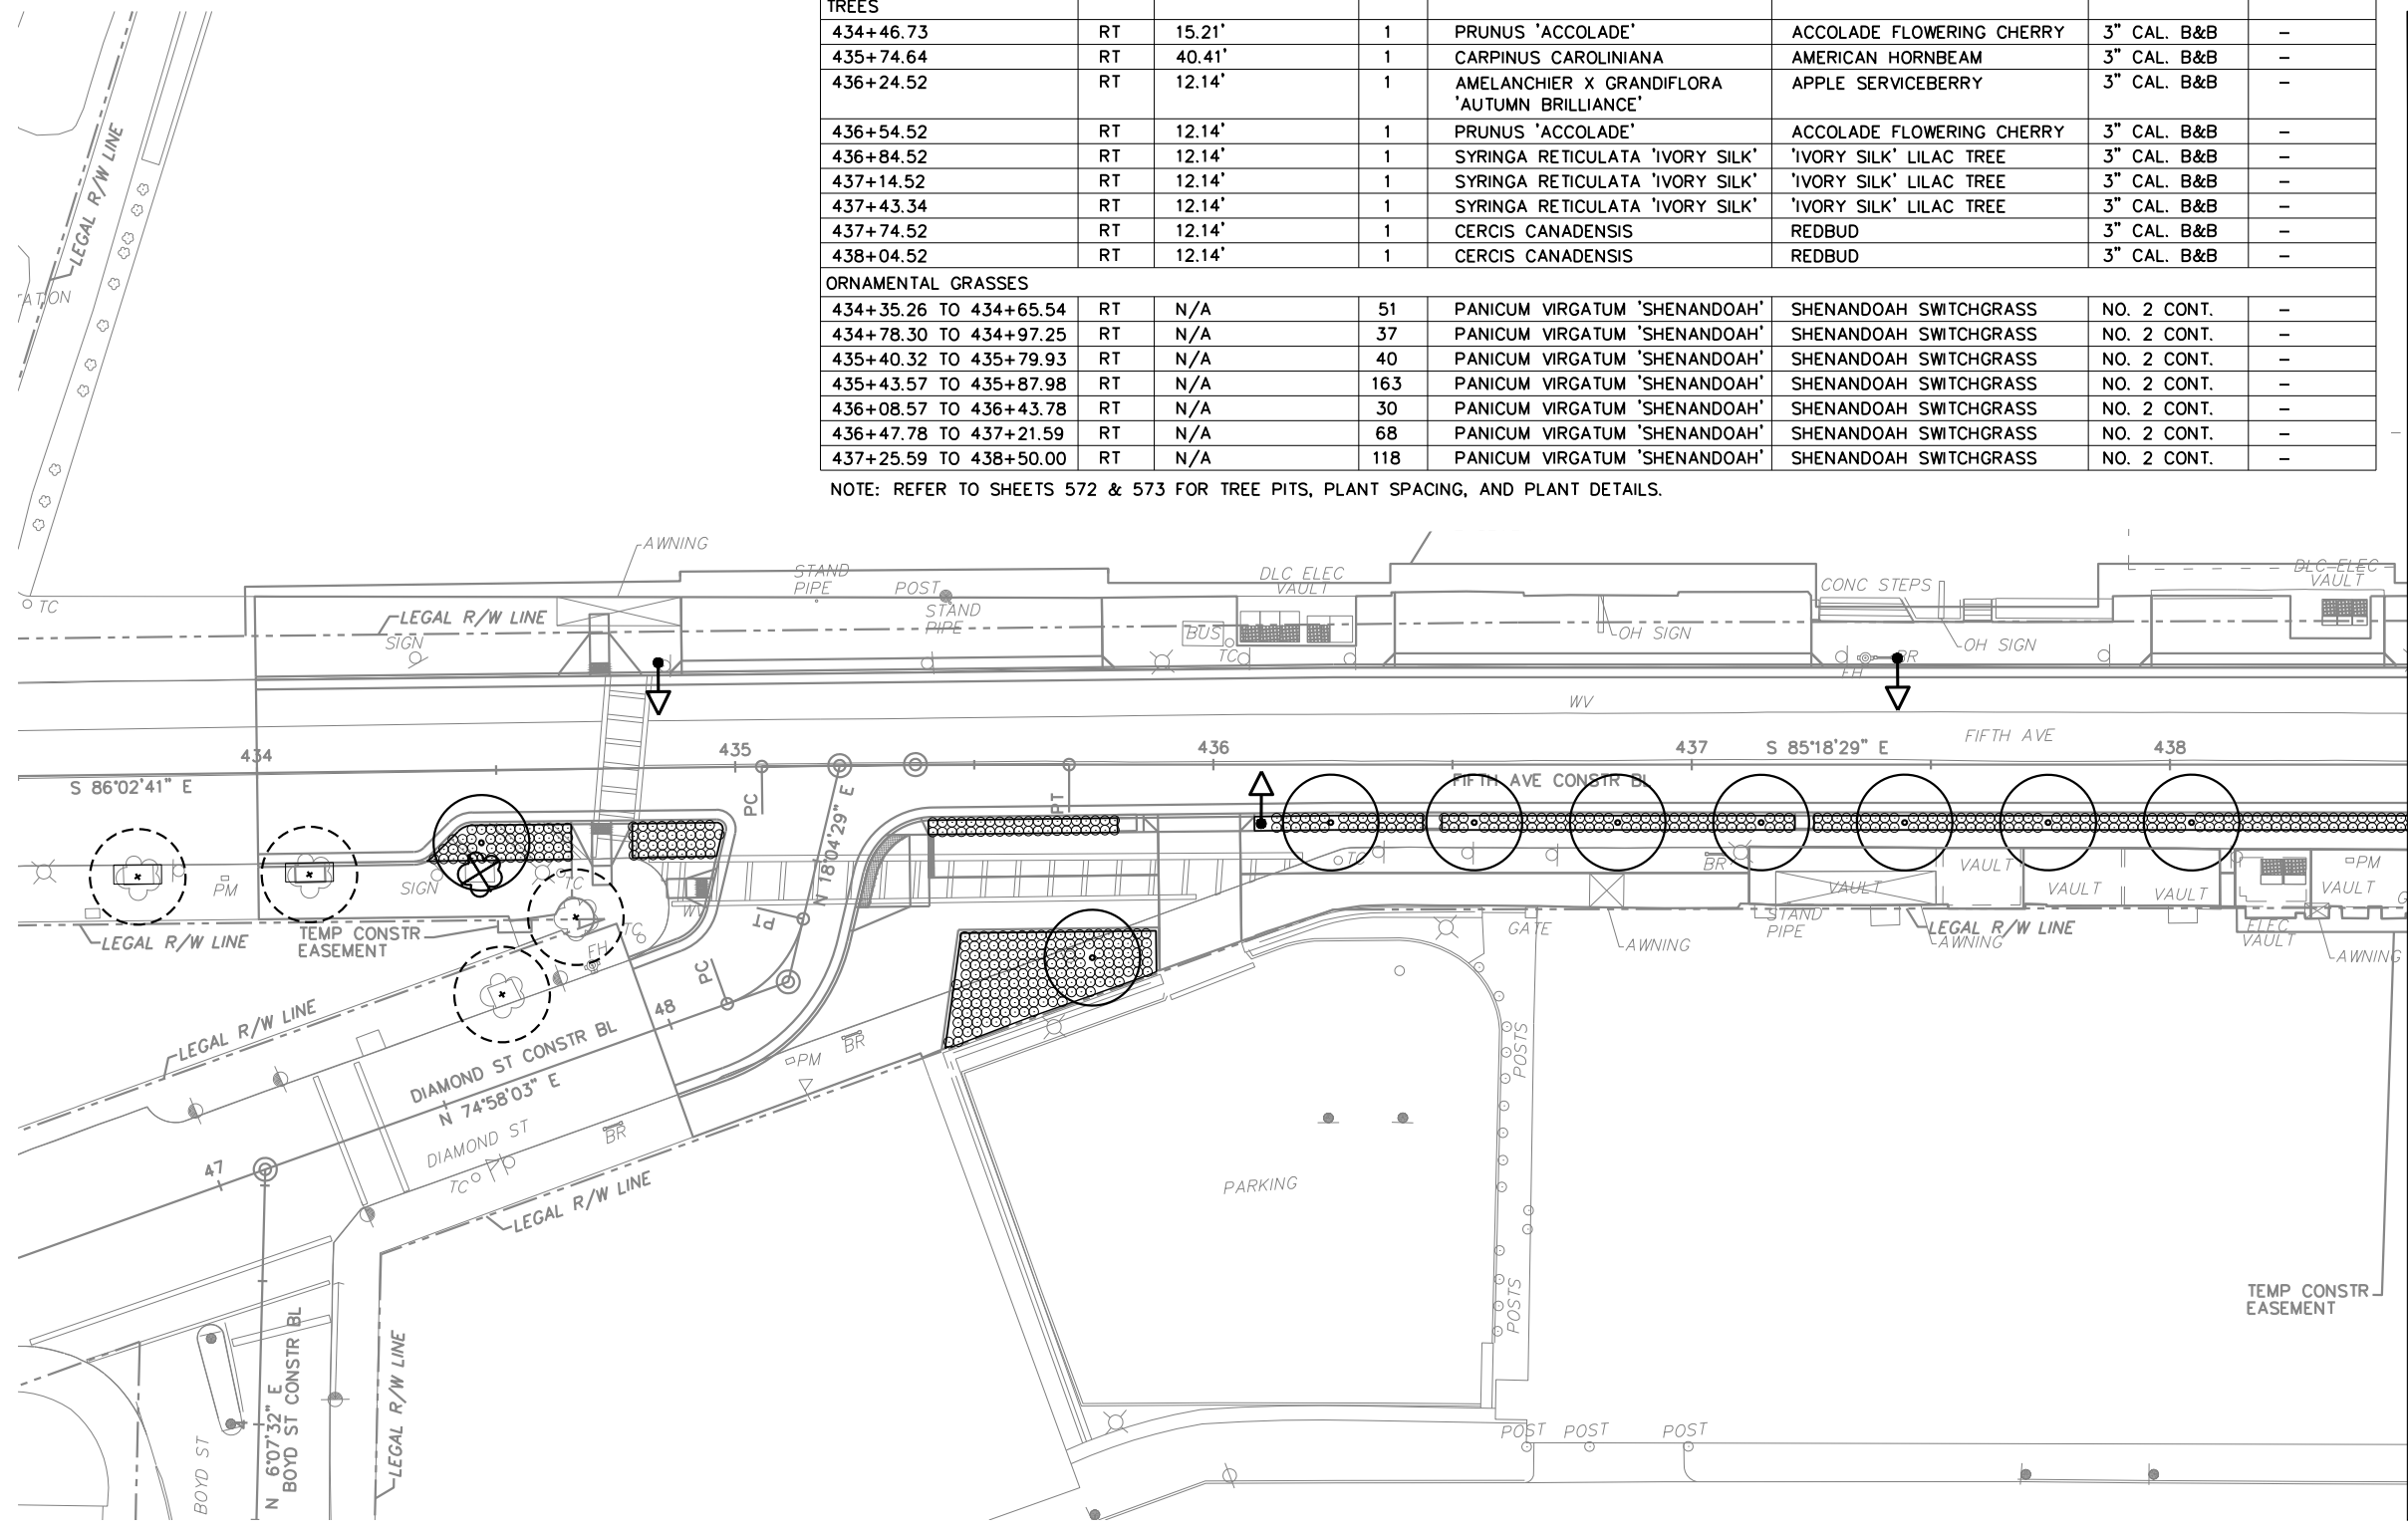 TREES
434+46.73 RT 15.21' 1 PRUNUS 'ACCOLADE' ACCOLADE FLOWERING CHERRY 3" CAL. B&B -
435+74.64 RT 40.41' 1 CARPINUS CAROLINIANA AMERICAN HORNBEAM 3" CAL. B&B -
436+24.52 RT 12.14' 1 AMELANCHIER X GRANDIFLORA APPLE SERVICEBERRY 3" CAL. B&B -
'AUTUMN BRILLIANCE'
436+54.52 RT 12.14' 1 PRUNUS 'ACCOLADE' ACCOLADE FLOWERING CHERRY 3" CAL. B&B -
436+84.52 RT 12.14' 1 SYRINGA RETICULATA 'IVORY SILK' 'IVORY SILK' LILAC TREE 3" CAL. B&B -
437+14.52 RT 12.14' 1 SYRINGA RETICULATA 'IVORY SILK' 'IVORY SILK' LILAC TREE 3" CAL. B&B -
437+43.34 RT 12.14' 1 SYRINGA RETICULATA 'IVORY SILK' 'IVORY SILK' LILAC TREE 3" CAL. B&B -
437+74.52 RT 12.14' 1 CERCIS CANADENSIS REDBUD 3" CAL. B&B -
438+04.52 RT 12.14' 1 CERCIS CANADENSIS REDBUD 3" CAL. B&B -
ORNAMENTAL GRASSES
434+35.26 TO 434+65.54 RT N/A 51 PANICUM VIRGATUM 'SHENANDOAH' SHENANDOAH SWITCHGRASS NO. 2 CONT. -
434+78.30 TO 434+97.25 RT N/A 37 PANICUM VIRGATUM 'SHENANDOAH' SHENANDOAH SWITCHGRASS NO. 2 CONT. -
435+40.32 TO 435+79.93 RT N/A 40 PANICUM VIRGATUM 'SHENANDOAH' SHENANDOAH SWITCHGRASS NO. 2 CONT. -
435+43.57 TO 435+87.98 RT N/A 163 PANICUM VIRGATUM 'SHENANDOAH' SHENANDOAH SWITCHGRASS NO. 2 CONT. -
436+08.57 TO 436+43.78 RT N/A 30 PANICUM VIRGATUM 'SHENANDOAH' SHENANDOAH SWITCHGRASS NO. 2 CONT. -
436+47.78 TO 437+21.59 RT N/A 68 PANICUM VIRGATUM 'SHENANDOAH' SHENANDOAH SWITCHGRASS NO. 2 CONT. -
437+25.59 TO 438+50.00 RT N/A 118 PANICUM VIRGATUM 'SHENANDOAH' SHENANDOAH SWITCHGRASS NO. 2 CONT. -
NOTE: REFER TO SHEETS 572 & 573 FOR TREE PITS, PLANT SPACING, AND PLANT DETAILS.
LEGAL R/W LINE
TATION
TC
AWNING
STAND
PIPE
POST
STAND
PIPE
DLC ELEC
VAULT
CONC STEPS
DLC ELEC
VAULT
LEGAL R/W LINE
SIGN
BUS
TC
OH SIGN
OH SIGN
BR
FH
WV
FIFTH AVE
434
435
436
437
S 85°18'29" E
438
S 86°02'41" E
FIFTH AVE CONSTR BL
PC
PT
N 18°04'29" E
PM
SIGN
TC
WV
TC
FH
PT
PC
TC
BR
VAULT
VAULT
VAULT
VAULT
VAULT
PM
G
LEGAL R/W LINE
TEMP CONSTR
EASEMENT
GATE
AWNING
STAND
PIPE
LEGAL R/W LINE
AWNING
ELEC
VAULT
AWNING
LEGAL R/W LINE
48
DIAMOND ST CONSTR BL
N 74°58'03" E
DIAMOND ST
BR
PM
BR
POSTS
47
TC
LEGAL R/W LINE
PARKING
POSTS
TEMP CONSTR
EASEMENT
N 6°07'32" E
BOYD ST CONSTR BL
BOYD ST
LEGAL R/W LINE
POST
POST
POST